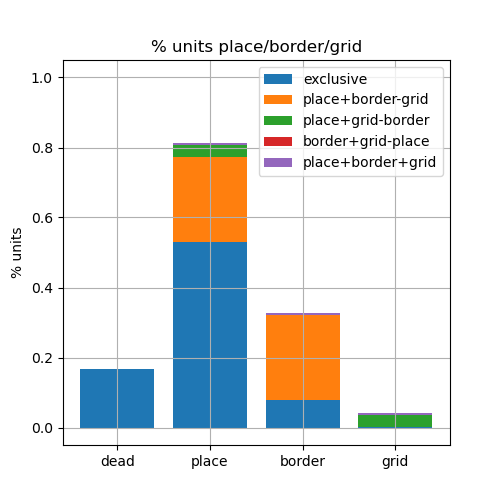 % units place/border/grid
exclusive
place+border-grid
place+grid-border
border+grid-place
place+border+grid
% units
1.0
0.8
0.6
0.4
0.2
0.0
dead place border grid